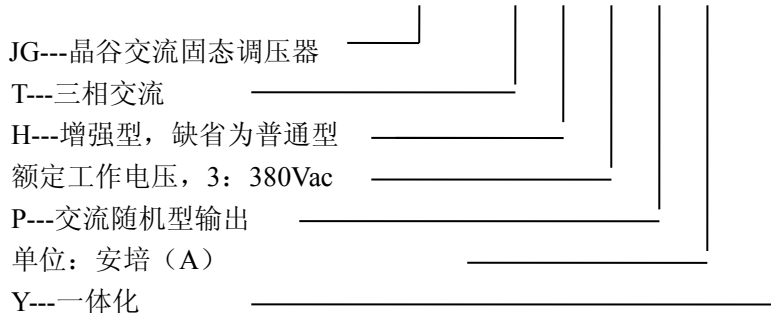 JG---晶谷交流固态调压器
T---三相交流
H---增强型，缺省为普通型
额定工作电压，3：380Vac
P---交流随机型输出
单位：安培（A）
Y---一体化